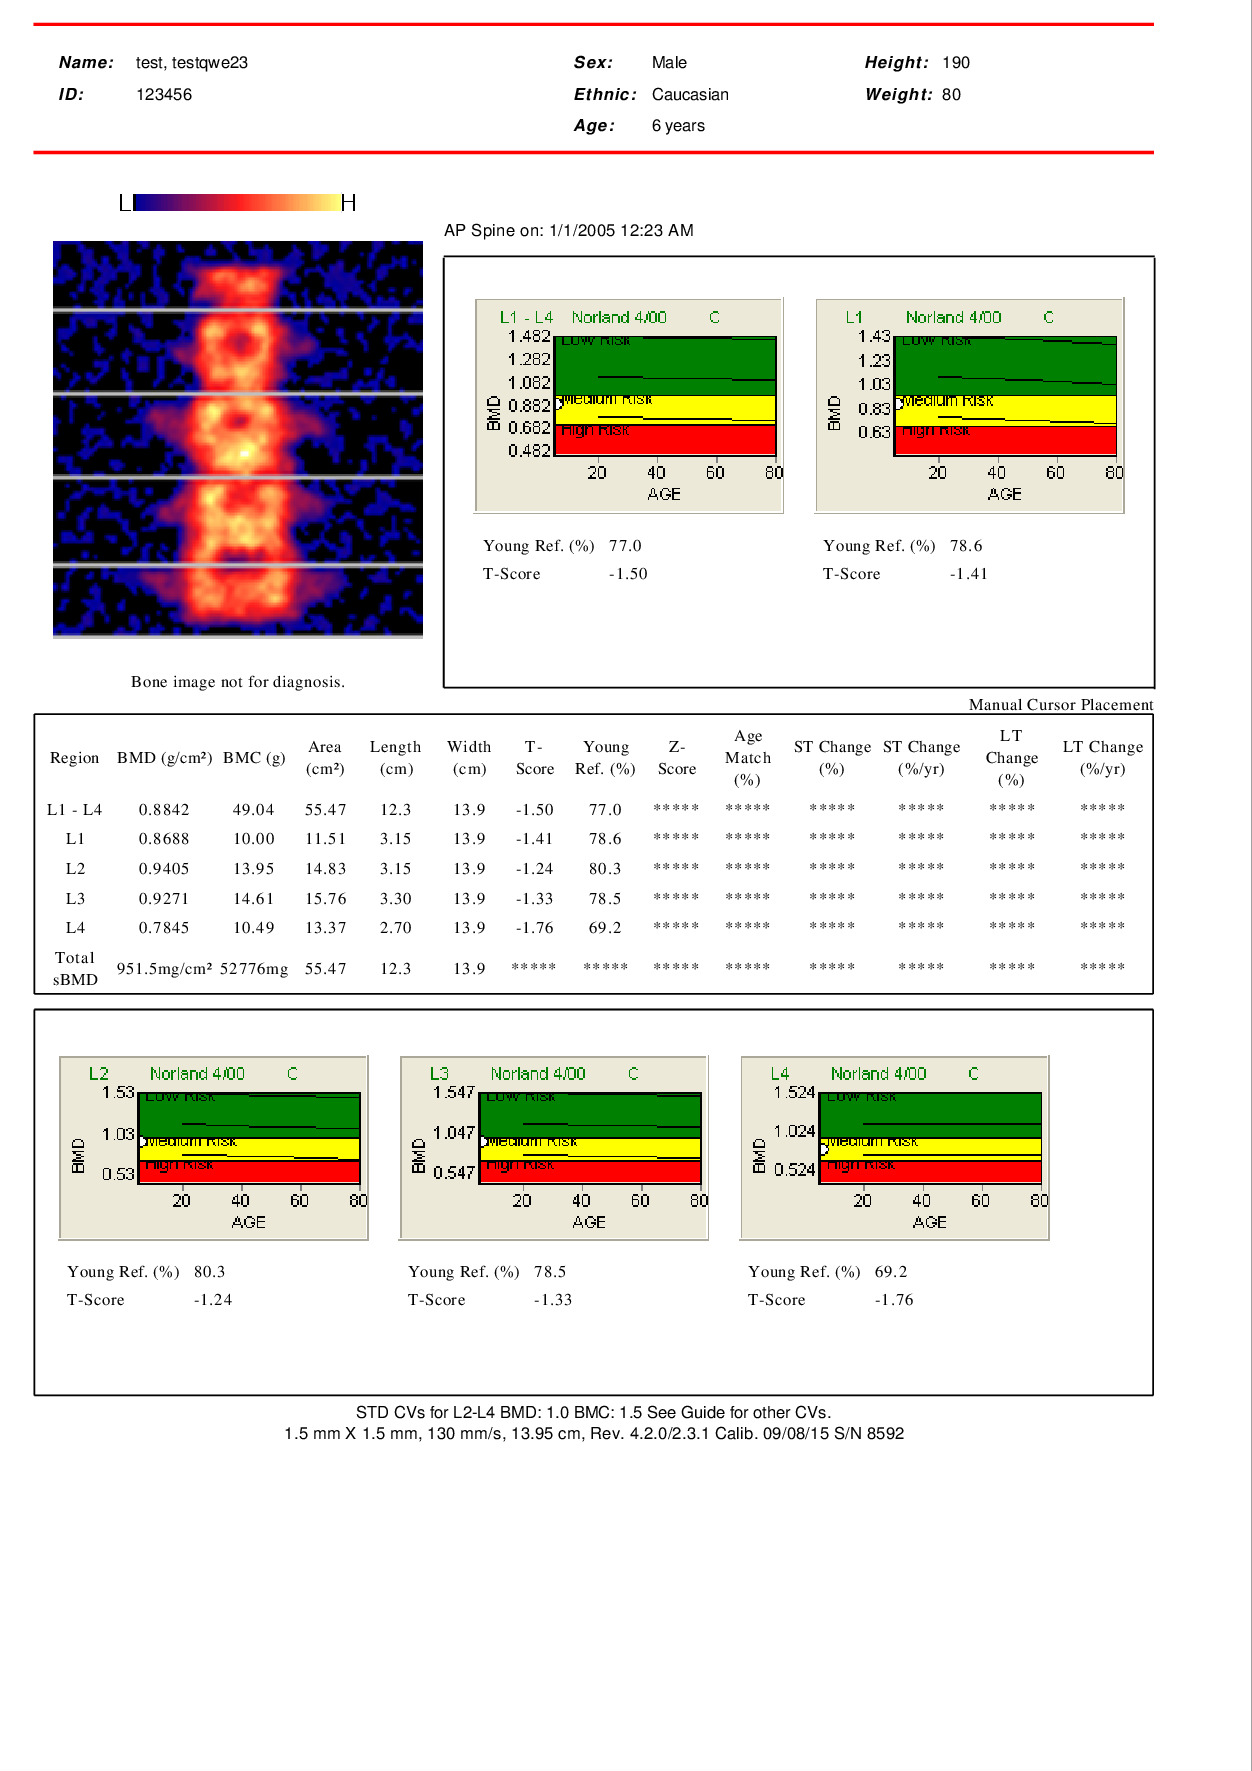 Name: test, testqwe23 Sex: Male Height: 190
ID: 123456 Ethnic: Caucasian Weight: 80
Age: 6 years
L H
AP Spine on: 1/1/2005 12:23 AM
L1 - L4 Norland 4/00 C
1.482 Low Risk
1.282
1.082
0.882 Medium Risk
0.682 High Risk
0.482
BMD
20 40 60 80
AGE
Young Ref. (%) 77.0
T-Score -1.50
L1 Norland 4/00 C
1.43 Low Risk
1.23
1.03
0.83 Medium Risk
0.63 High Risk
BMD
20 40 60 80
AGE
Young Ref. (%) 78.6
T-Score -1.41
Bone image not for diagnosis.
Manual Cursor Placement
Region BMD (g/cm²) BMC (g) Area (cm²) Length (cm) Width (cm) T-Score Young Ref. (%) Z-Score Age Match (%) ST Change (%) ST Change (%/yr) LT Change (%) LT Change (%/yr)
L1 - L4 0.8842 49.04 55.47 12.3 13.9 -1.50 77.0 ***** ***** ***** ***** ***** *****
L1 0.8688 10.00 11.51 3.15 13.9 -1.41 78.6 ***** ***** ***** ***** ***** *****
L2 0.9405 13.95 14.83 3.15 13.9 -1.24 80.3 ***** ***** ***** ***** ***** *****
L3 0.9271 14.61 15.76 3.30 13.9 -1.33 78.5 ***** ***** ***** ***** ***** *****
L4 0.7845 10.49 13.37 2.70 13.9 -1.76 69.2 ***** ***** ***** ***** ***** *****
Total sBMD 951.5mg/cm² 52776mg 55.47 12.3 13.9 ***** ***** ***** ***** ***** ***** ***** *****
L2 Norland 4/00 C
1.53 Low Risk
1.03 Medium Risk
0.53 High Risk
BMD
20 40 60 80
AGE
Young Ref. (%) 80.3
T-Score -1.24
L3 Norland 4/00 C
1.547 Low Risk
1.047 Medium Risk
0.547 High Risk
BMD
20 40 60 80
AGE
Young Ref. (%) 78.5
T-Score -1.33
L4 Norland 4/00 C
1.524 Low Risk
1.024 Medium Risk
0.524 High Risk
BMD
20 40 60 80
AGE
Young Ref. (%) 69.2
T-Score -1.76
STD CVs for L2-L4 BMD: 1.0 BMC: 1.5 See Guide for other CVs.
1.5 mm X 1.5 mm, 130 mm/s, 13.95 cm, Rev. 4.2.0/2.3.1 Calib. 09/08/15 S/N 8592